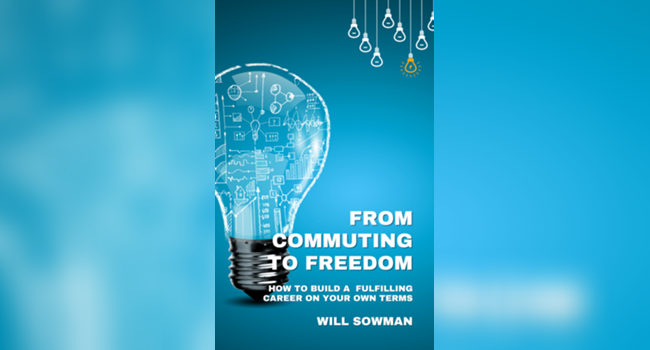 FROM
COMMUTING
TO FREEDOM
HOW TO BUILD A FULFILLING
CAREER ON YOUR OWN TERMS
WILL SOWMAN